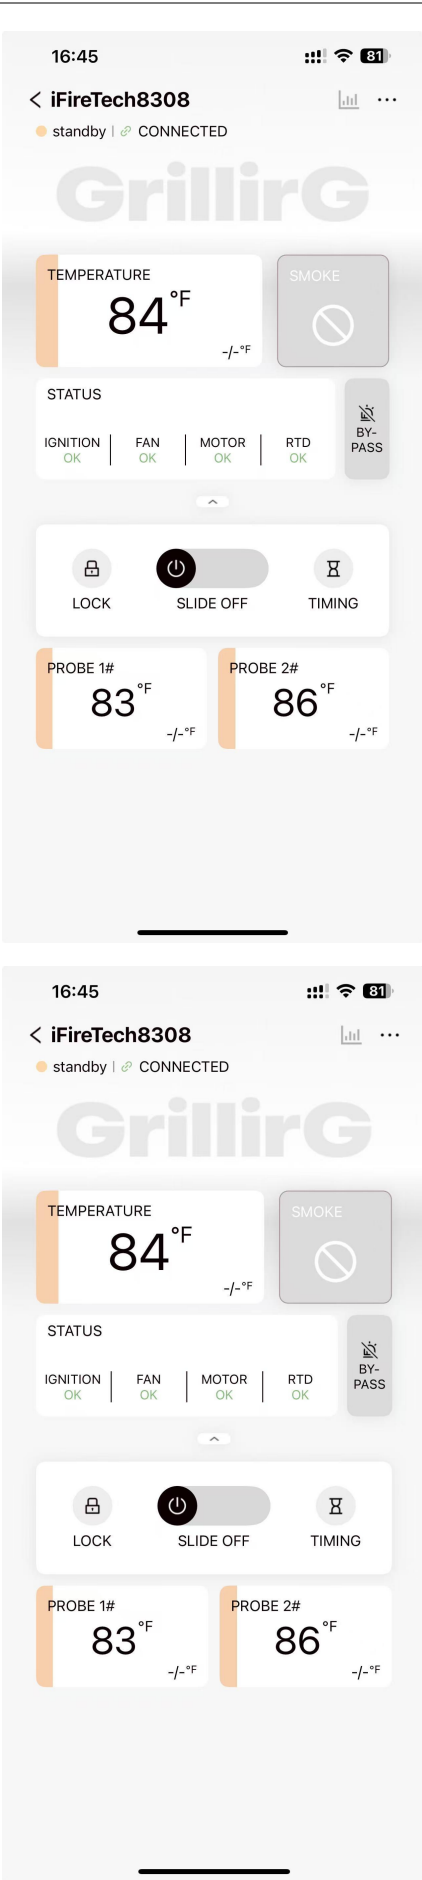 16:45
81
iFireTech8308
standby | CONNECTED
GrillirG
TEMPERATURE
84°F
-/-°F
SMOKE
STATUS
IGNITION FAN MOTOR RTD
OK OK OK OK
BY-
PASS
LOCK SLIDE OFF TIMING
PROBE 1# PROBE 2#
83°F 86°F
-/-°F -/-°F
16:45
81
iFireTech8308
standby | CONNECTED
GrillirG
TEMPERATURE
84°F
-/-°F
SMOKE
STATUS
IGNITION FAN MOTOR RTD
OK OK OK OK
BY-
PASS
LOCK SLIDE OFF TIMING
PROBE 1# PROBE 2#
83°F 86°F
-/-°F -/-°F